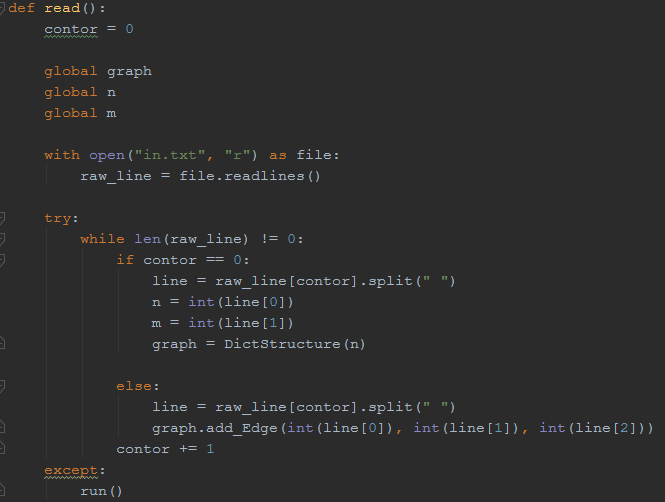 def read():
    contor = 0

    global graph
    global n
    global m

    with open("in.txt", "r") as file:
        raw_line = file.readlines()

    try:
        while len(raw_line) != 0:
            if contor == 0:
                line = raw_line[contor].split(" ")
                n = int(line[0])
                m = int(line[1])
                graph = DictStructure(n)

            else:
                line = raw_line[contor].split(" ")
                graph.add_Edge(int(line[0]), int(line[1]), int(line[2]))
            contor += 1
    except:
        run()